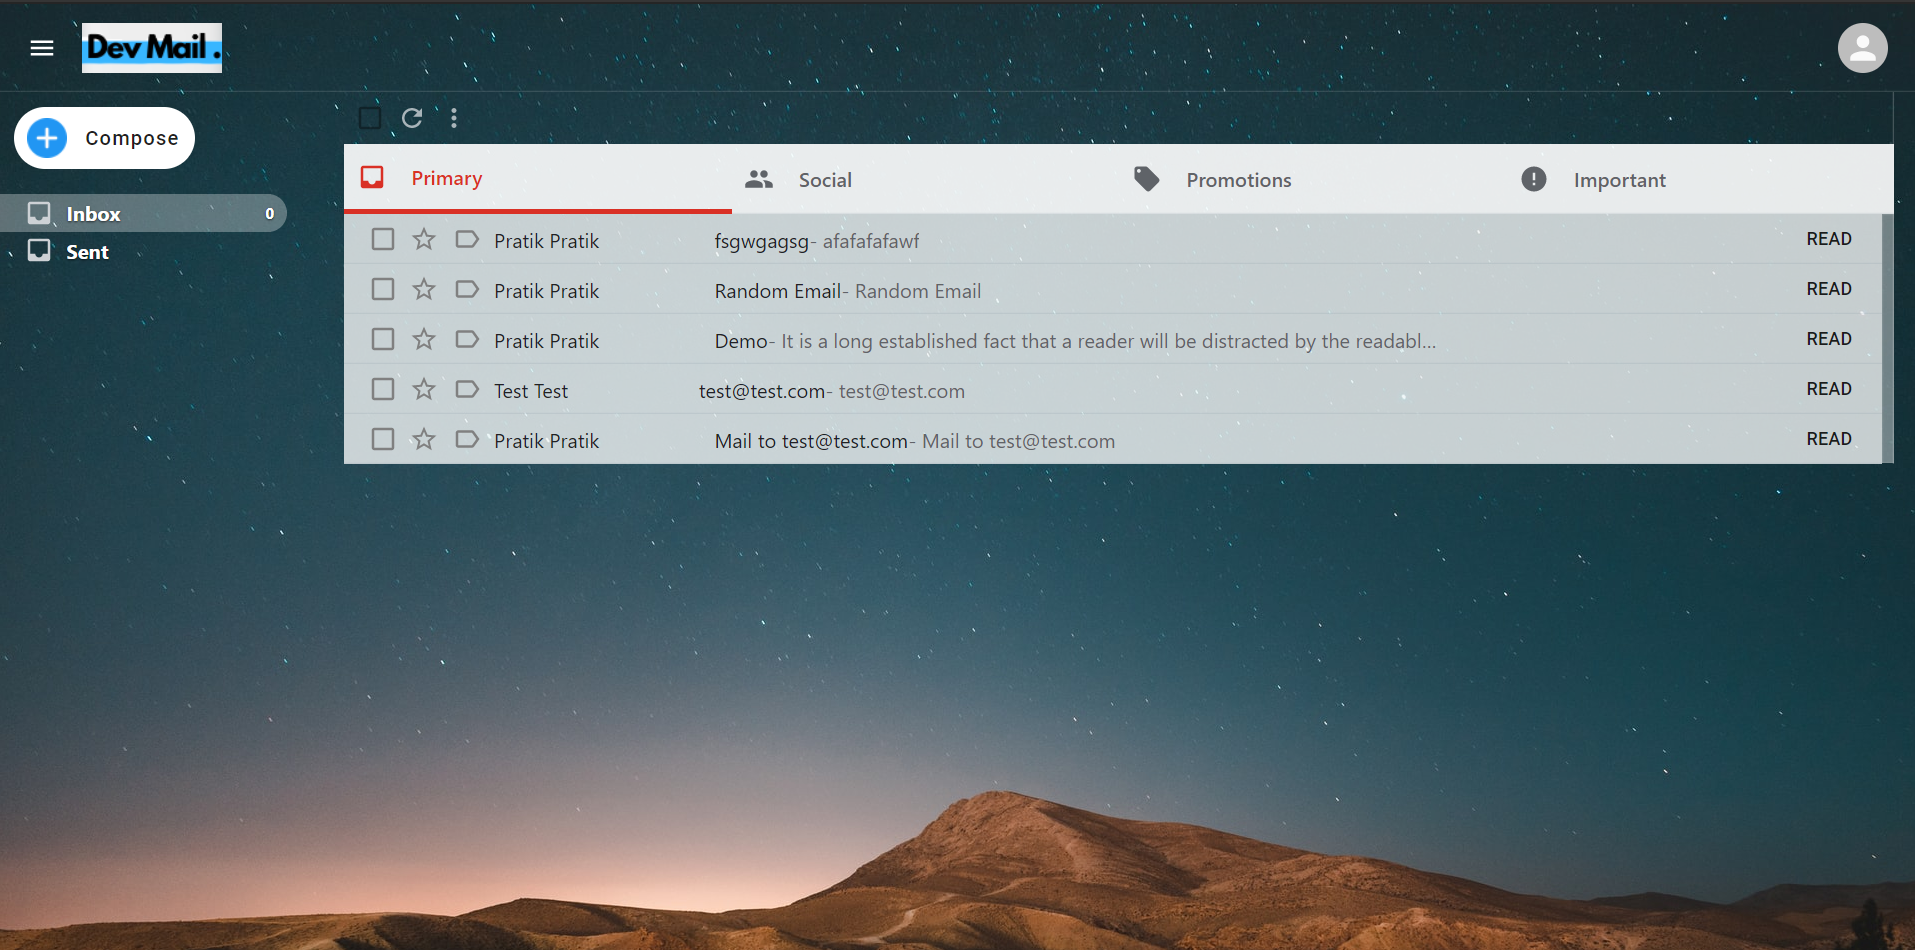 Dev Mail .
Compose
Inbox 0
Sent
Primary Social Promotions Important
Pratik Pratik fsgwgagsg- afafafafawf READ
Pratik Pratik Random Email- Random Email READ
Pratik Pratik Demo- It is a long established fact that a reader will be distracted by the readabl... READ
Test Test test@test.com- test@test.com READ
Pratik Pratik Mail to test@test.com- Mail to test@test.com READ